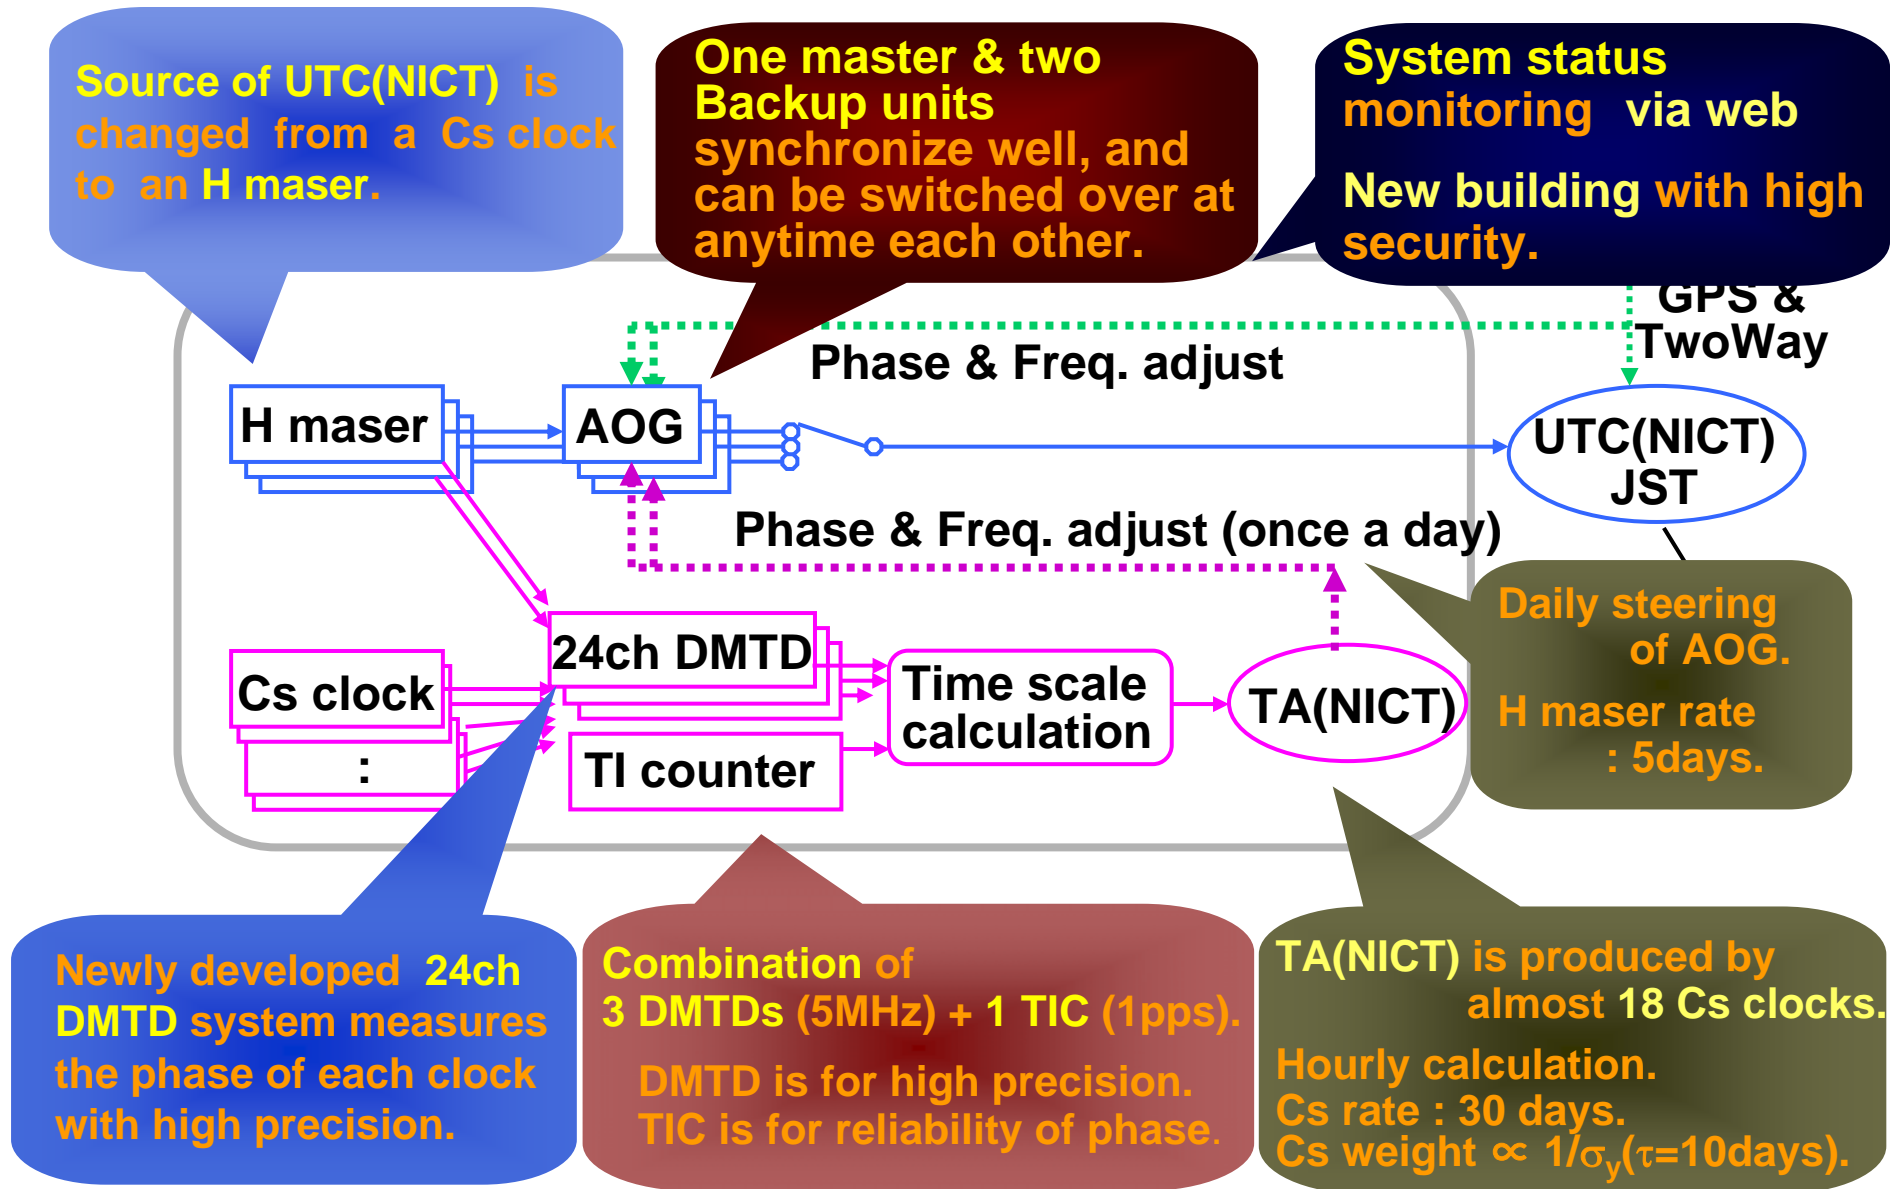 Source of UTC(NICT) is
changed from a Cs clock
to an H maser.
One master & two
Backup units
synchronize well, and
can be switched over at
anytime each other.
System status
monitoring via web
New building with high
security.
GPS &
TwoWay
Phase & Freq. adjust
H maser
AOG
UTC(NICT)
JST
Phase & Freq. adjust (once a day)
Daily steering
of AOG.
H maser rate
: 5days.
24ch DMTD
Cs clock
:
TI counter
Time scale
calculation
TA(NICT)
Newly developed 24ch
DMTD system measures
the phase of each clock
with high precision.
Combination of
3 DMTDs (5MHz) + 1 TIC (1pps).
DMTD is for high precision.
TIC is for reliability of phase.
TA(NICT) is produced by
almost 18 Cs clocks.
Hourly calculation.
Cs rate : 30 days.
Cs weight ∝ 1/σy(τ=10days).